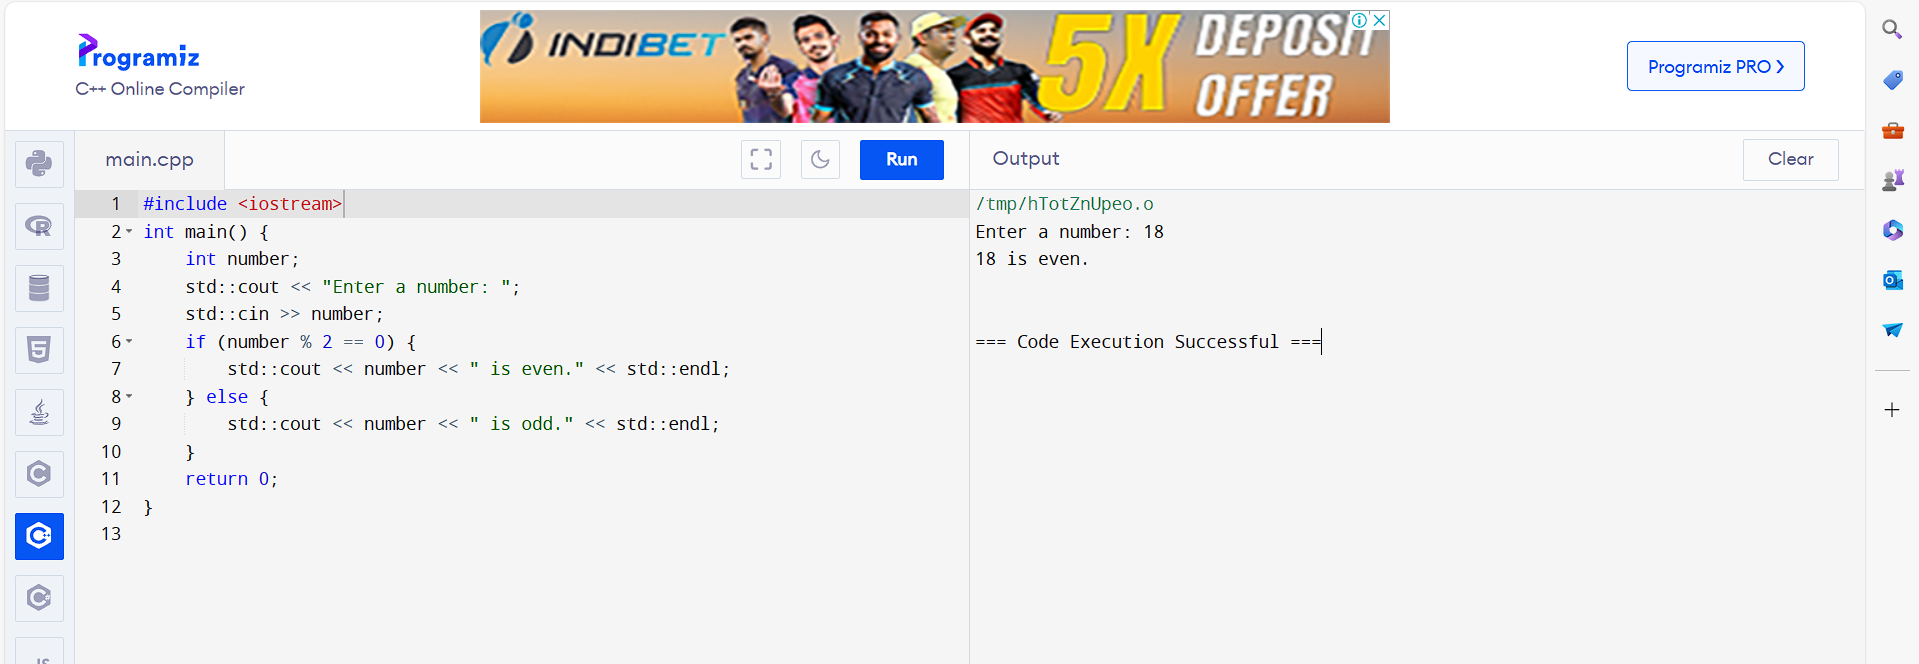 Programiz
C++ Online Compiler
INDIBET
5X
DEPOSIT
OFFER
Programiz PRO
main.cpp
Run
Output
Clear
1 #include <iostream>
2 int main() {
3     int number;
4     std::cout << "Enter a number: ";
5     std::cin >> number;
6     if (number % 2 == 0) {
7         std::cout << number << " is even." << std::endl;
8     } else {
9         std::cout << number << " is odd." << std::endl;
10     }
11     return 0;
12 }
13
/tmp/hTotZnUpeo.o
Enter a number: 18
18 is even.
=== Code Execution Successful ===